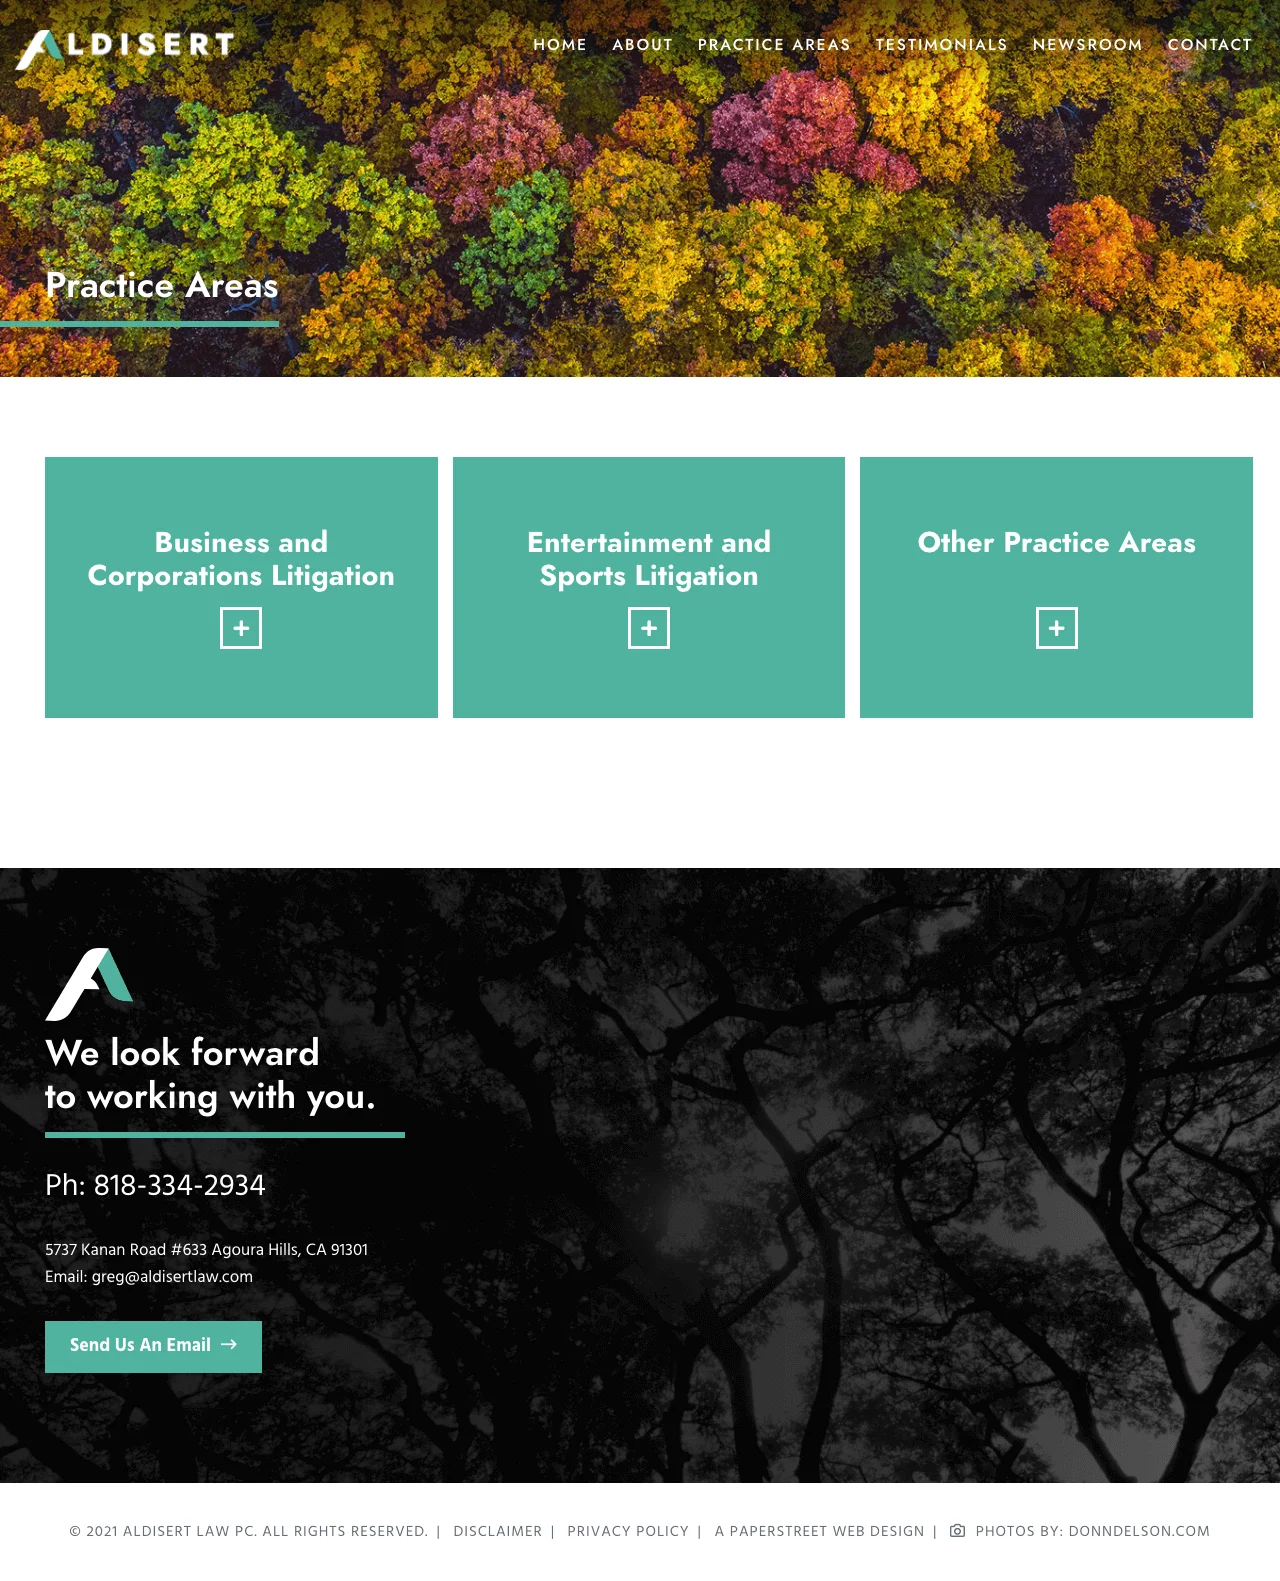 ALDISERT
HOME ABOUT PRACTICE AREAS TESTIMONIALS NEWSROOM CONTACT
Practice Areas
Business and
Corporations Litigation
Entertainment and
Sports Litigation
Other Practice Areas
We look forward
to working with you.
Ph: 818-334-2934
5737 Kanan Road #633 Agoura Hills, CA 91301
Email: greg@aldisertlaw.com
Send Us An Email →
© 2021 ALDISERT LAW PC. ALL RIGHTS RESERVED. | DISCLAIMER | PRIVACY POLICY | A PAPERSTREET WEB DESIGN | PHOTOS BY: DONNDELSON.COM